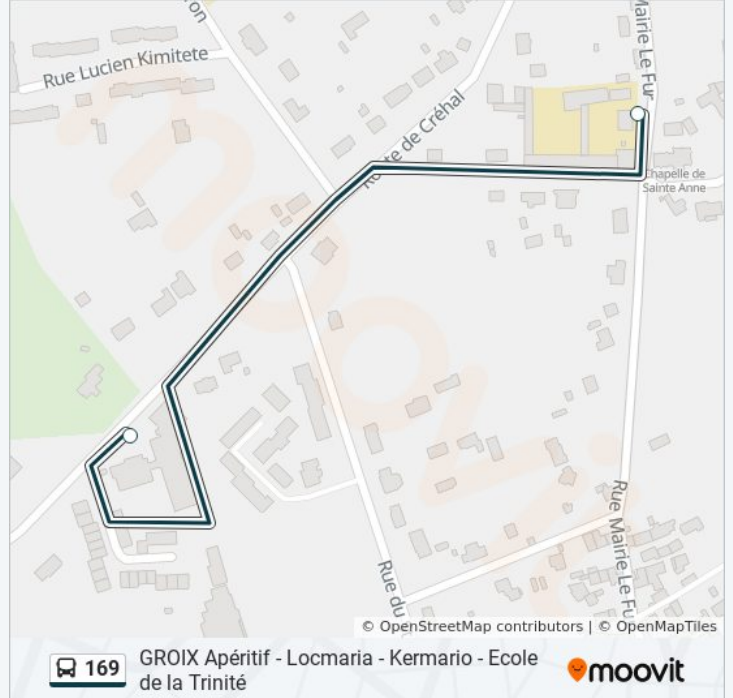 ron
Mairie Le Fur
Rue Lucien Kimitete
Route de Créhal
Chapelle de
Sainte Anne
Rue Mairie Le Fur
Rue du
© OpenStreetMap contributors | © OpenMapTiles
169
GROIX Apéritif - Locmaria - Kermario - Ecole
de la Trinité
moovit